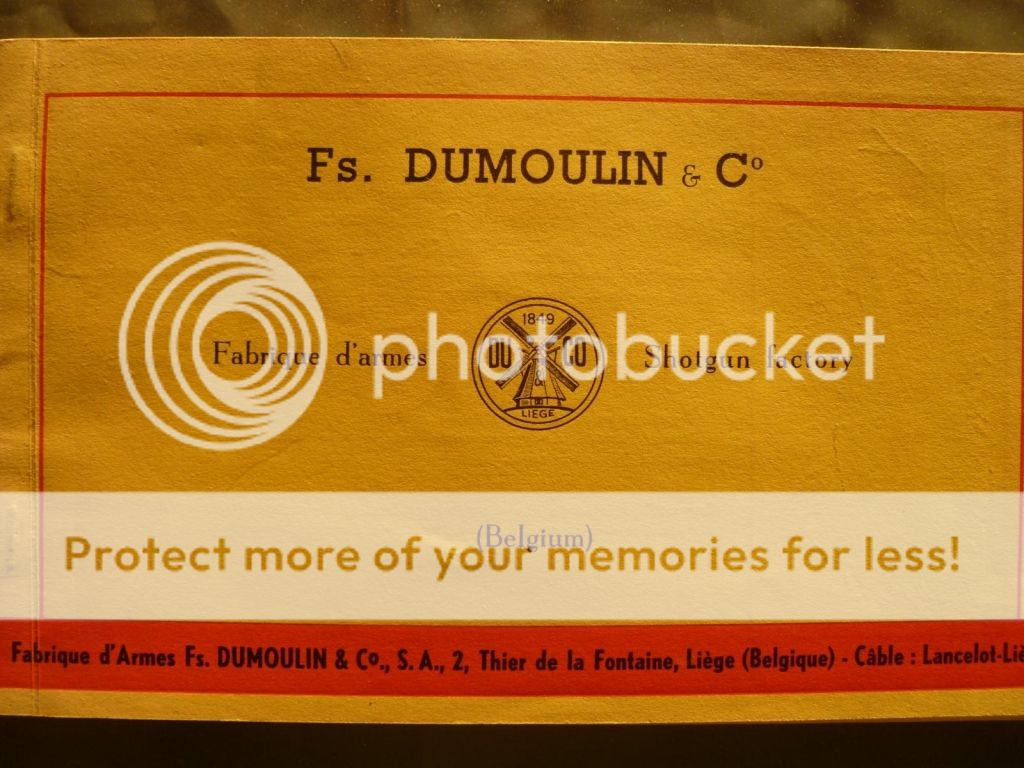 Fs. DUMOULIN & Cº
1849
DU CO
LIEGE
Fabrique d'armes
Shotgun factory
photobucket
(Belgium)
Protect more of your memories for less!
Fabrique d'Armes Fs. DUMOULIN & Cº., S. A., 2, Thier de la Fontaine, Liège (Belgique) - Câble : Lancelot-Liè